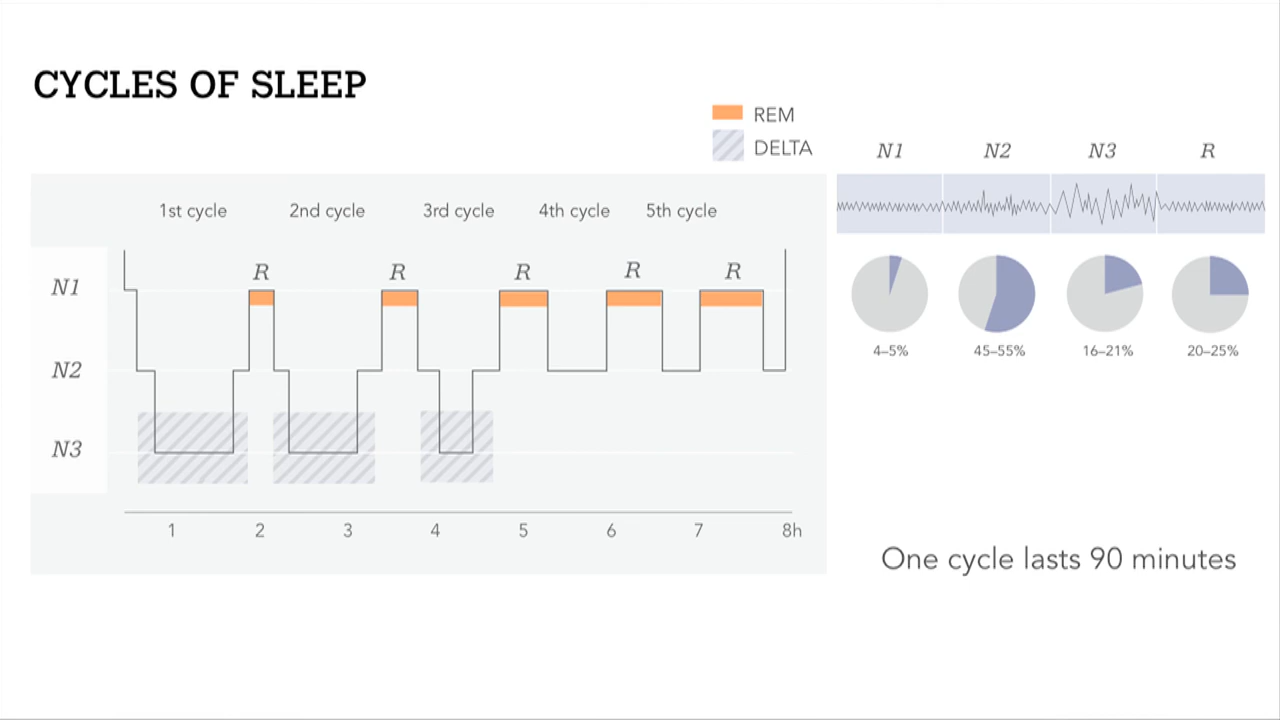 CYCLES OF SLEEP
REM
DELTA
N1 N2 N3 R
1st cycle 2nd cycle 3rd cycle 4th cycle 5th cycle
R R R R R
N1
N2
N3
4–5% 45–55% 16–21% 20–25%
1 2 3 4 5 6 7 8h
One cycle lasts 90 minutes